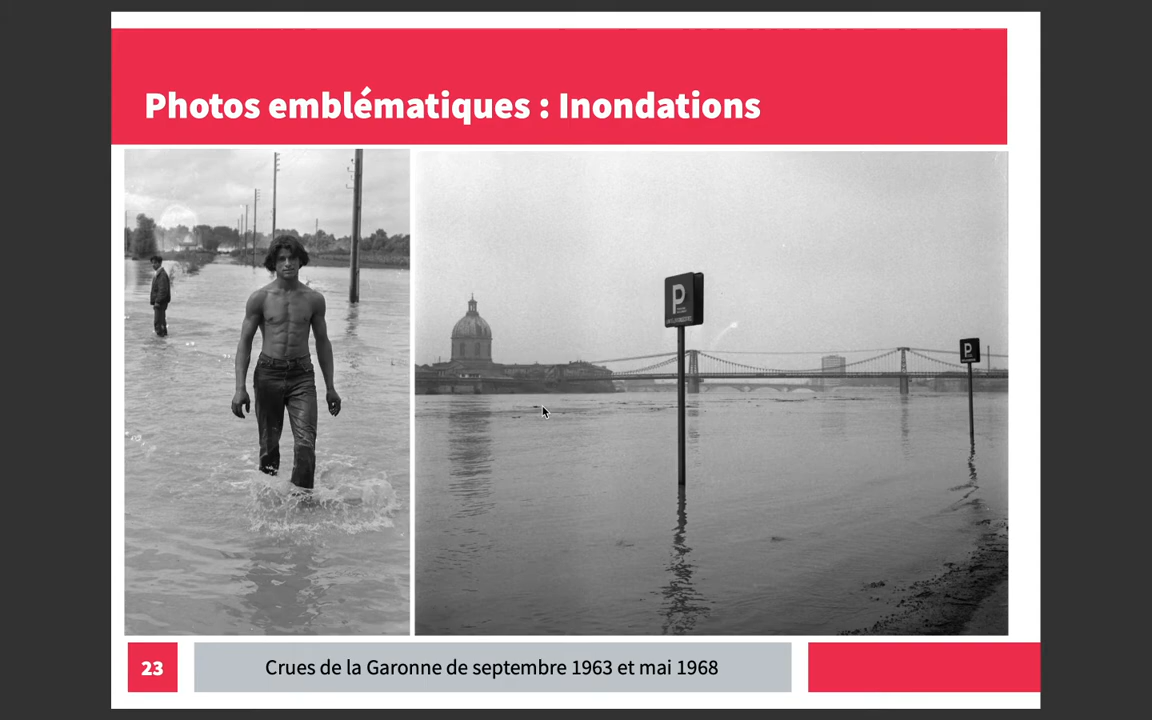 Photos emblématiques : Inondations
P
P
23
Crues de la Garonne de septembre 1963 et mai 1968